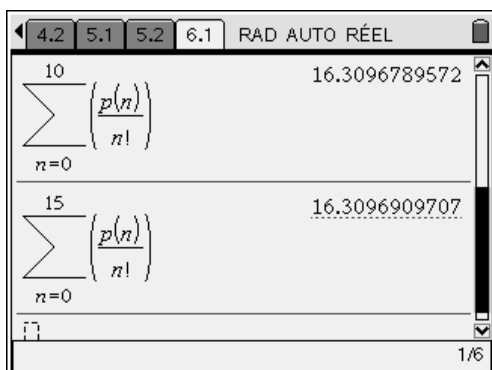 4.2 5.1 5.2 6.1 RAD AUTO RÉEL
10
∑ (p(n)/n!) 16.3096789572
n=0
15
∑ (p(n)/n!) 16.3096909707
n=0
1/6